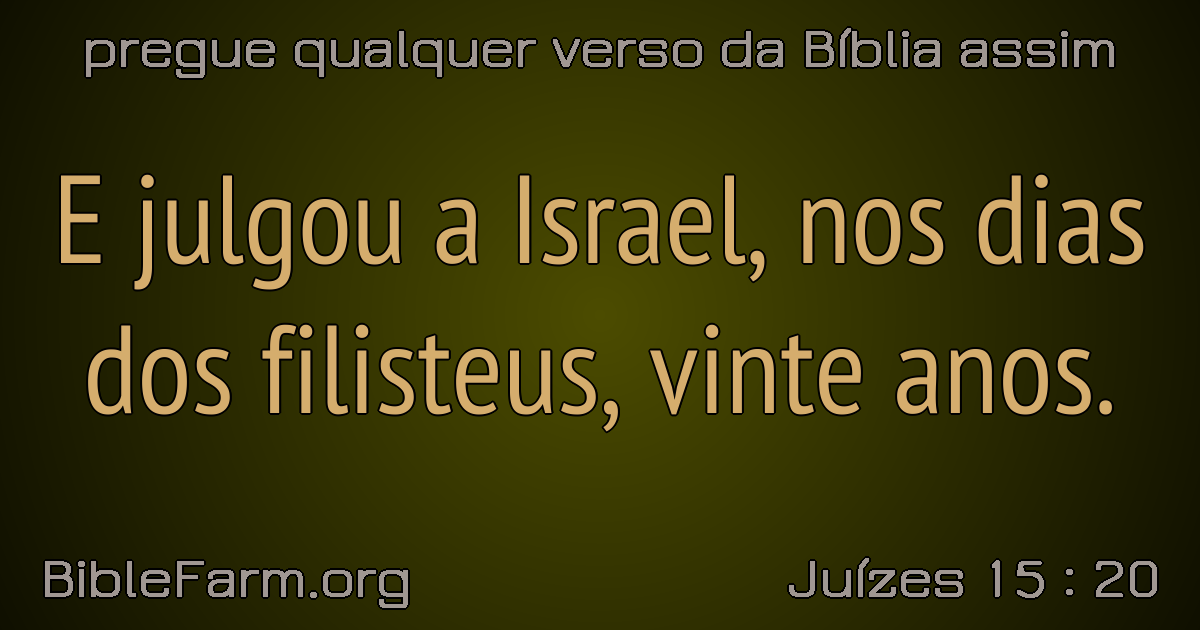 pregue qualquer verso da Bíblia assim
E julgou a Israel, nos dias
dos filisteus, vinte anos.
BibleFarm.org
Juízes 15 : 20